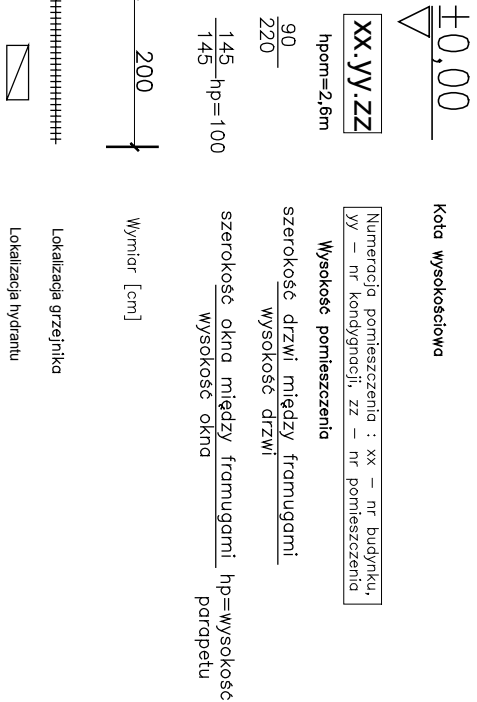 ±0,00
Kota wysokościowa
xx.yy.zz
Numeracja pomieszczenia : xx – nr budynku,
yy – nr kondygnacji, zz – nr pomieszczenia
hpom=2,6m
Wysokość pomieszczenia
90
220
szerokość drzwi między framugami
wysokość drzwi
145
145
hp=100
szerokość okna między framugami
wysokość okna
hp=wysokość
parapetu
200
Wymiar [cm]
Lokalizacja grzejnika
Lokalizacja hydrantu